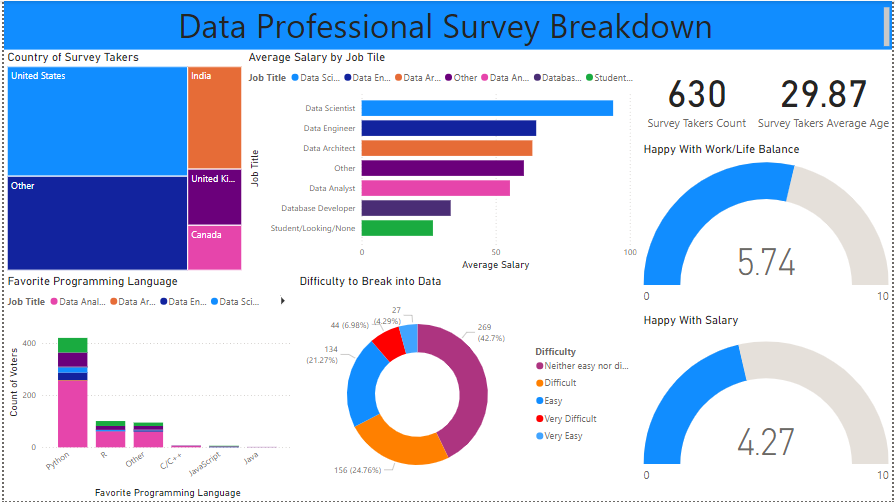 Data Professional Survey Breakdown
Country of Survey Takers
United States
India
Other
United Ki...
Canada
Average Salary by Job Tile
Job Title
Data Sci...
Data En...
Data Ar...
Other
Data An...
Databas...
Student...
Job Title
Data Scientist
Data Engineer
Data Architect
Other
Data Analyst
Database Developer
Student/Looking/None
0
50
100
Average Salary
630
Survey Takers Count
29.87
Survey Takers Average Age
Happy With Work/Life Balance
5.74
0
10
Favorite Programming Language
Job Title
Data Anal...
Data Ar...
Data En...
Data Sci...
Count of Voters
400
200
0
Python
R
Other
C/C++
JavaScript
Java
Favorite Programming Language
Difficulty to Break into Data
27
(4.29%)
44 (6.98%)
134
(21.27%)
156 (24.76%)
269
(42.7%)
Difficulty
Neither easy nor di...
Difficult
Easy
Very Difficult
Very Easy
Happy With Salary
4.27
0
10